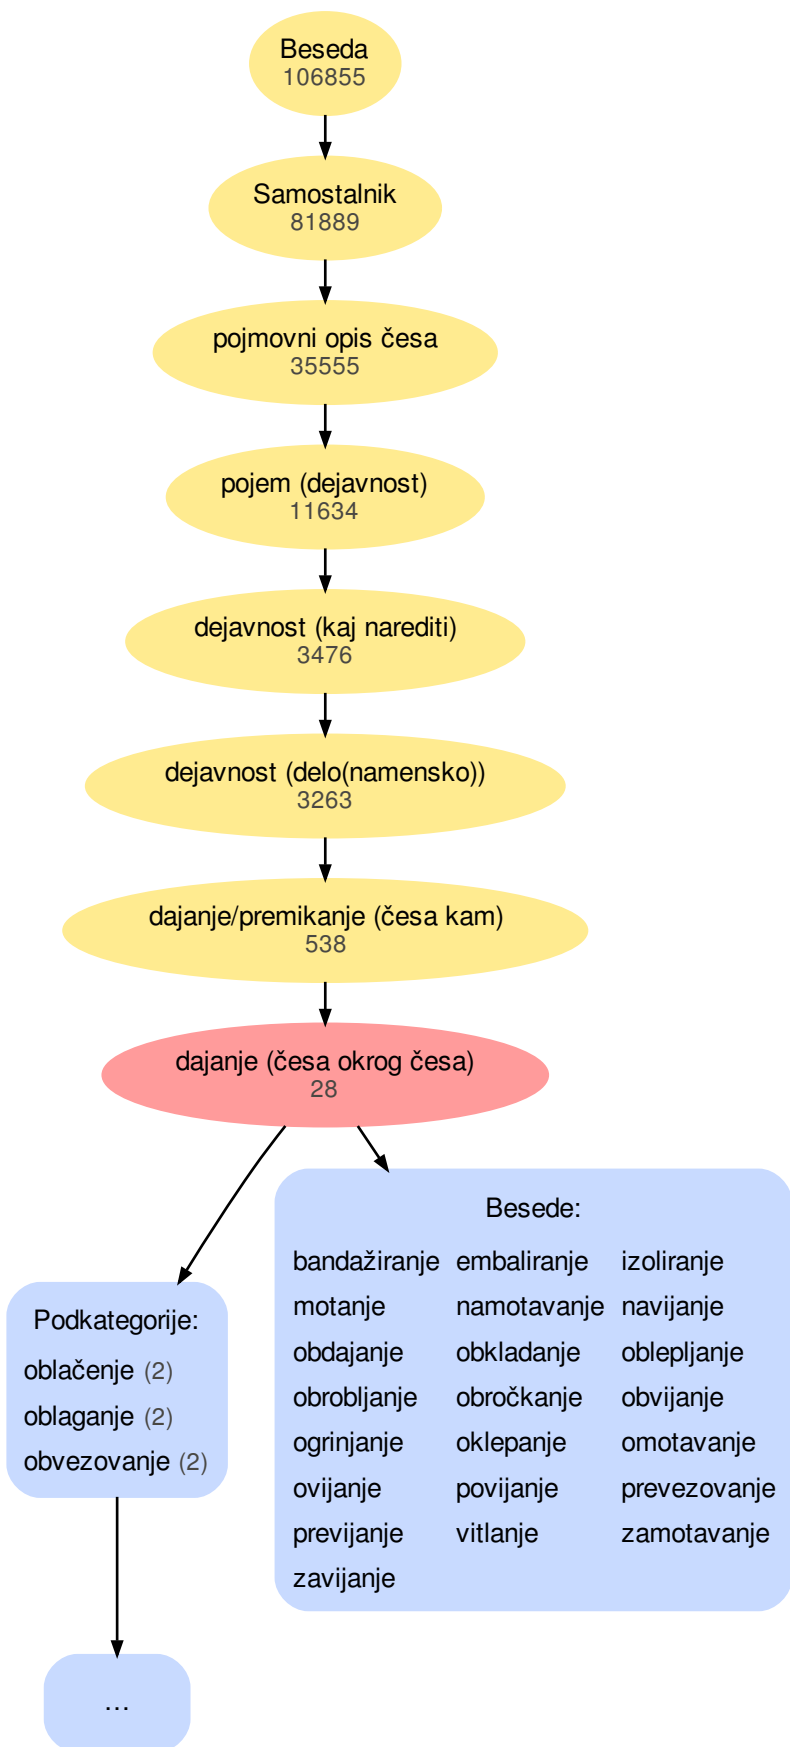 Beseda
106855
Samostalnik
81889
pojmovni opis česa
35555
pojem (dejavnost)
11634
dejavnost (kaj narediti)
3476
dejavnost (delo(namensko))
3263
dajanje/premikanje (česa kam)
538
dajanje (česa okrog česa)
28
Besede:
bandažiranje embaliranje izoliranje
motanje namotavanje navijanje
obdajanje obkladanje oblepljanje
obrobljanje obročkanje obvijanje
ogrinjanje oklepanje omotavanje
ovijanje povijanje prevezovanje
previjanje vitlanje zamotavanje
zavijanje
Podkategorije:
oblačenje (2)
oblaganje (2)
obvezovanje (2)
...